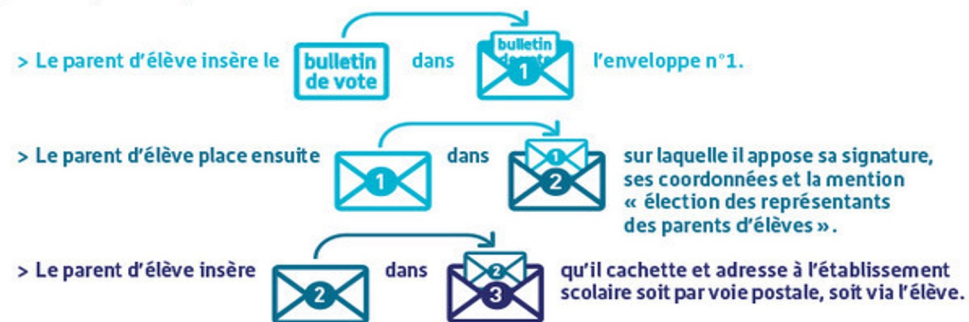 > Le parent d'élève insère le bulletin de vote dans bulletin de vote 1 l'enveloppe n°1.
> Le parent d'élève place ensuite 1 dans 1 2 sur laquelle il appose sa signature,
ses coordonnées et la mention
« élection des représentants
des parents d'élèves ».
> Le parent d'élève insère 2 dans 2 3 qu'il cachette et adresse à l'établissement
scolaire soit par voie postale, soit via l'élève.